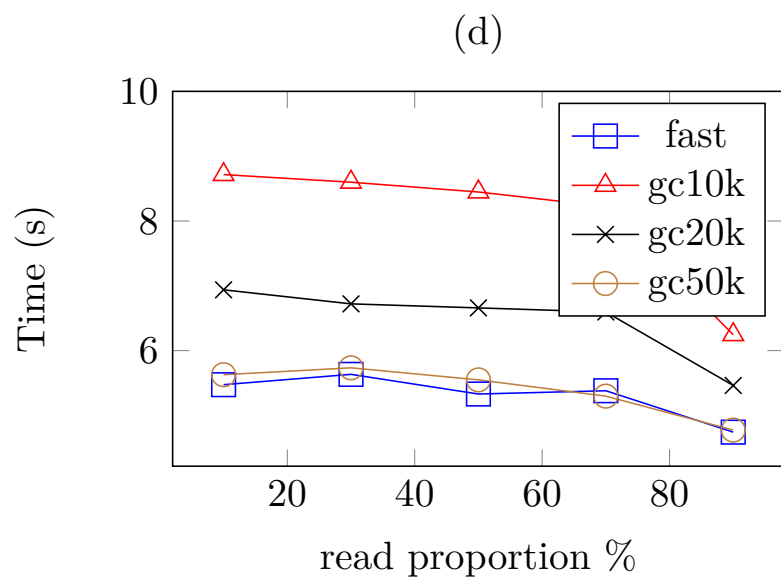 (d)
10
8
6
Time (s)
fast
gc10k
gc20k
gc50k
20
40
60
80
read proportion %